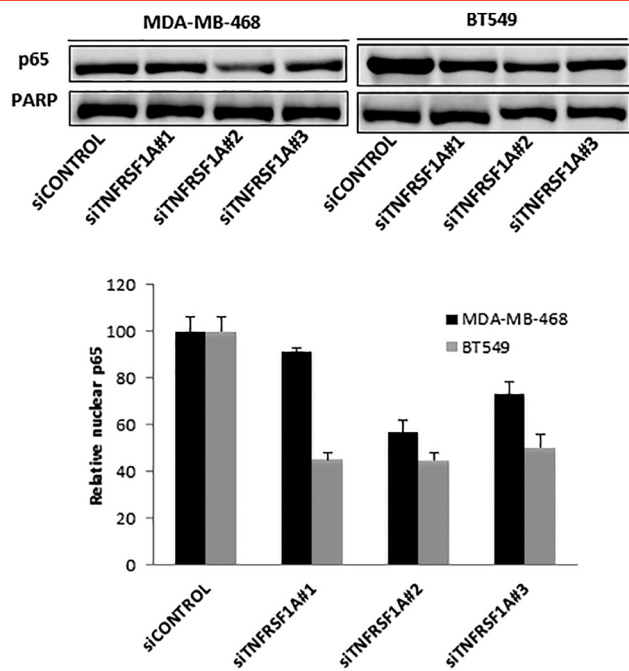 MDA-MB-468
BT549
p65
PARP
siCONTROL
siTNFRSF1A#1
siTNFRSF1A#2
siTNFRSF1A#3
siCONTROL
siTNFRSF1A#1
siTNFRSF1A#2
siTNFRSF1A#3
Relative nuclear p65
120
100
80
60
40
20
0
MDA-MB-468
BT549
siCONTROL
siTNFRSF1A#1
siTNFRSF1A#2
siTNFRSF1A#3